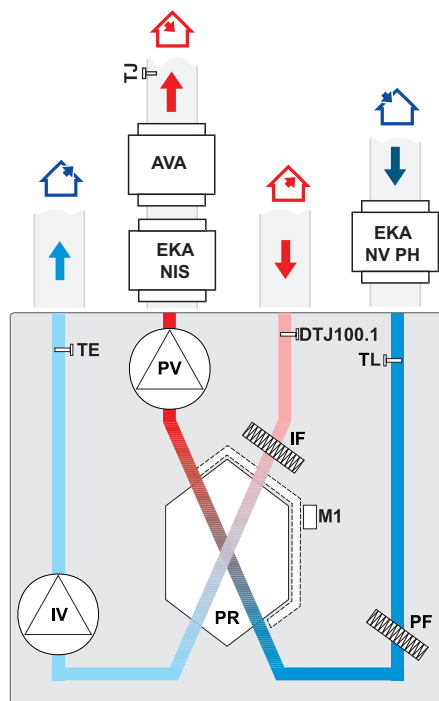 TJ
AVA
EKA
NIS
EKA
NV PH
TE
PV
DTJ100.1
TL
IF
M1
IV
PR
PF